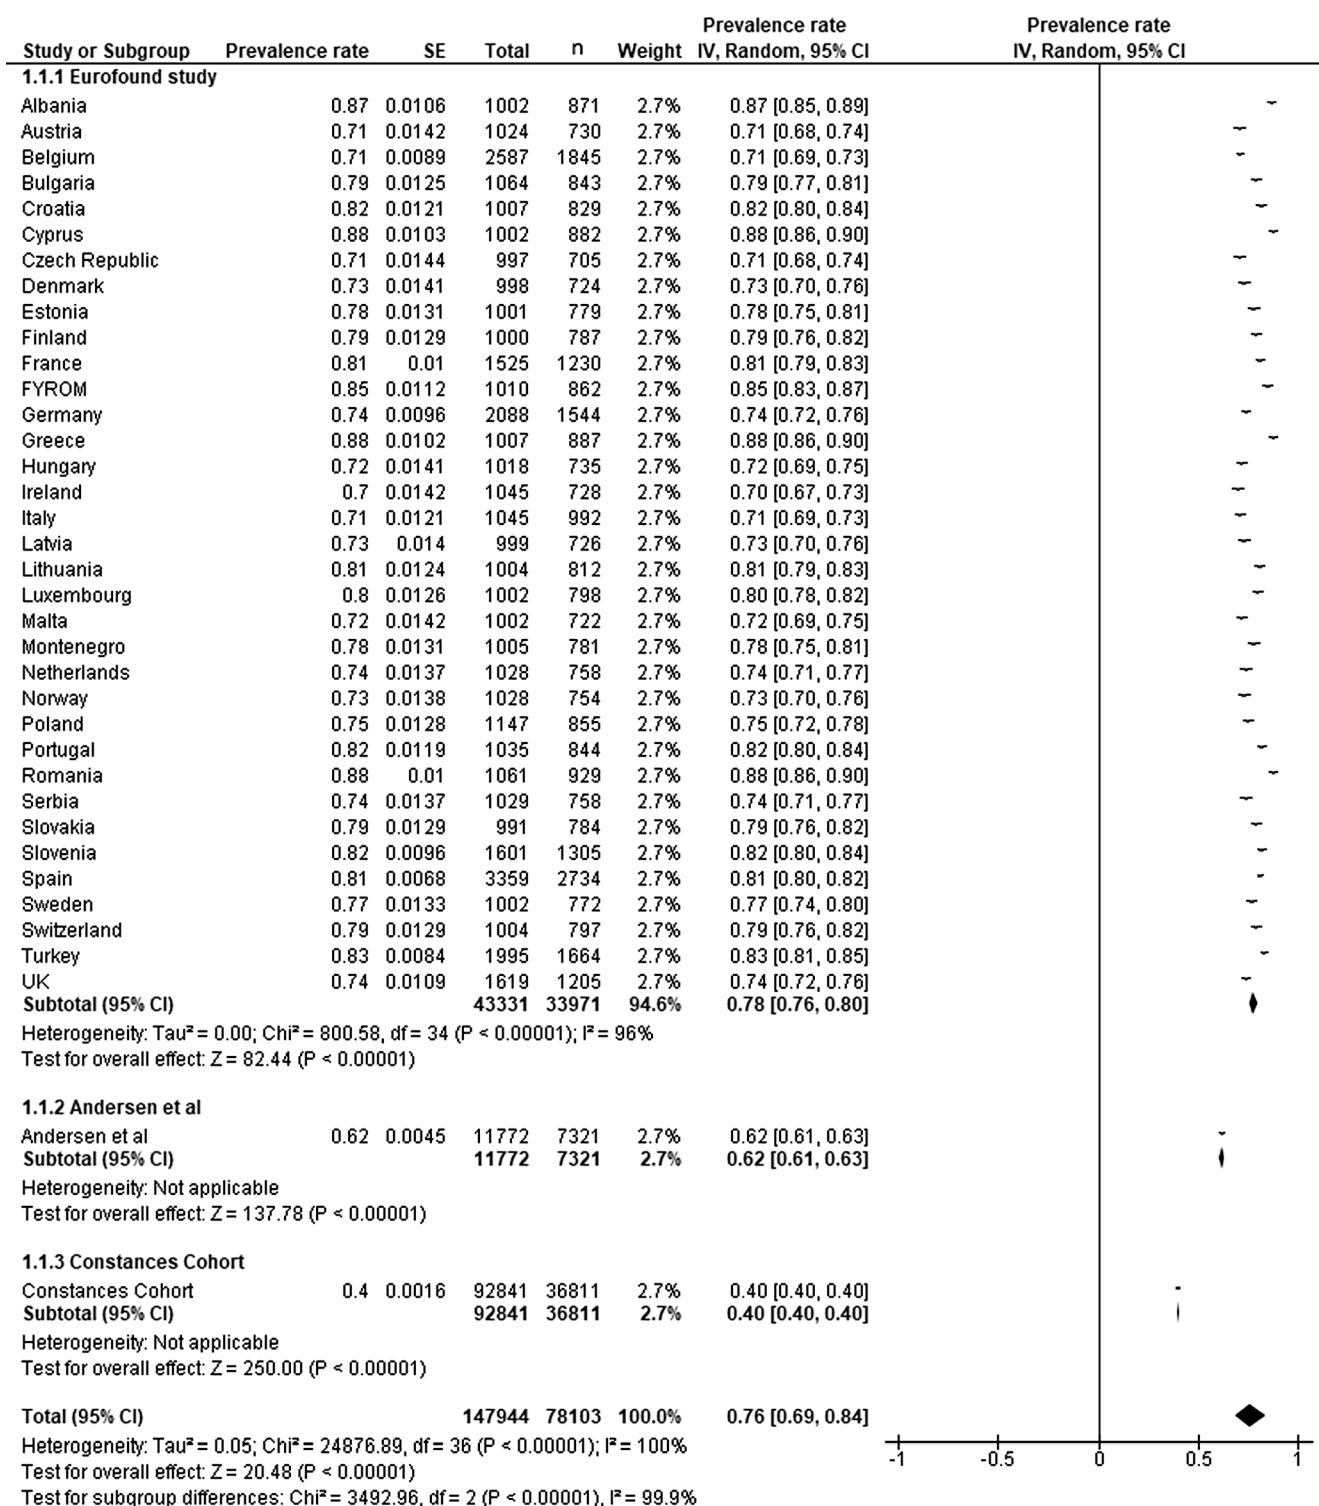 Prevalence rate Prevalence rate
Study or Subgroup Prevalence rate SE Total n Weight IV, Random, 95% CI IV, Random, 95% CI
1.1.1 Eurofound study
Albania 0.87 0.0106 1002 871 2.7% 0.87 [0.85, 0.89]
Austria 0.71 0.0142 1024 730 2.7% 0.71 [0.68, 0.74]
Belgium 0.71 0.0089 2587 1845 2.7% 0.71 [0.69, 0.73]
Bulgaria 0.79 0.0125 1064 843 2.7% 0.79 [0.77, 0.81]
Croatia 0.82 0.0121 1007 829 2.7% 0.82 [0.80, 0.84]
Cyprus 0.88 0.0103 1002 882 2.7% 0.88 [0.86, 0.90]
Czech Republic 0.71 0.0144 997 705 2.7% 0.71 [0.68, 0.74]
Denmark 0.73 0.0141 998 724 2.7% 0.73 [0.70, 0.76]
Estonia 0.78 0.0131 1001 779 2.7% 0.78 [0.75, 0.81]
Finland 0.79 0.0129 1000 787 2.7% 0.79 [0.76, 0.82]
France 0.81 0.01 1525 1230 2.7% 0.81 [0.79, 0.83]
FYROM 0.85 0.0112 1010 862 2.7% 0.85 [0.83, 0.87]
Germany 0.74 0.0096 2088 1544 2.7% 0.74 [0.72, 0.76]
Greece 0.88 0.0102 1007 887 2.7% 0.88 [0.86, 0.90]
Hungary 0.72 0.0141 1018 735 2.7% 0.72 [0.69, 0.75]
Ireland 0.7 0.0142 1045 728 2.7% 0.70 [0.67, 0.73]
Italy 0.71 0.0121 1045 992 2.7% 0.71 [0.69, 0.73]
Latvia 0.73 0.014 999 726 2.7% 0.73 [0.70, 0.76]
Lithuania 0.81 0.0124 1004 812 2.7% 0.81 [0.79, 0.83]
Luxembourg 0.8 0.0126 1002 798 2.7% 0.80 [0.78, 0.82]
Malta 0.72 0.0142 1002 722 2.7% 0.72 [0.69, 0.75]
Montenegro 0.78 0.0131 1005 781 2.7% 0.78 [0.75, 0.81]
Netherlands 0.74 0.0137 1028 758 2.7% 0.74 [0.71, 0.77]
Norway 0.73 0.0138 1028 754 2.7% 0.73 [0.70, 0.76]
Poland 0.75 0.0128 1147 855 2.7% 0.75 [0.72, 0.78]
Portugal 0.82 0.0119 1035 844 2.7% 0.82 [0.80, 0.84]
Romania 0.88 0.01 1061 929 2.7% 0.88 [0.86, 0.90]
Serbia 0.74 0.0137 1029 758 2.7% 0.74 [0.71, 0.77]
Slovakia 0.79 0.0129 991 784 2.7% 0.79 [0.76, 0.82]
Slovenia 0.82 0.0096 1601 1305 2.7% 0.82 [0.80, 0.84]
Spain 0.81 0.0068 3359 2734 2.7% 0.81 [0.80, 0.82]
Sweden 0.77 0.0133 1002 772 2.7% 0.77 [0.74, 0.80]
Switzerland 0.79 0.0129 1004 797 2.7% 0.79 [0.76, 0.82]
Turkey 0.83 0.0084 1995 1664 2.7% 0.83 [0.81, 0.85]
UK 0.74 0.0109 1619 1205 2.7% 0.74 [0.72, 0.76]
Subtotal (95% CI) 43331 33971 94.6% 0.78 [0.76, 0.80]
Heterogeneity: Tau² = 0.00; Chi² = 800.58, df = 34 (P < 0.00001); I² = 96%
Test for overall effect: Z = 82.44 (P < 0.00001)
1.1.2 Andersen et al
Andersen et al 0.62 0.0045 11772 7321 2.7% 0.62 [0.61, 0.63]
Subtotal (95% CI) 11772 7321 2.7% 0.62 [0.61, 0.63]
Heterogeneity: Not applicable
Test for overall effect: Z = 137.78 (P < 0.00001)
1.1.3 Constances Cohort
Constances Cohort 0.4 0.0016 92841 36811 2.7% 0.40 [0.40, 0.40]
Subtotal (95% CI) 92841 36811 2.7% 0.40 [0.40, 0.40]
Heterogeneity: Not applicable
Test for overall effect: Z = 250.00 (P < 0.00001)
Total (95% CI) 147944 78103 100.0% 0.76 [0.69, 0.84]
Heterogeneity: Tau² = 0.05; Chi² = 24876.89, df = 36 (P < 0.00001); I² = 100%
-1 -0.5 0 0.5 1
Test for overall effect: Z = 20.48 (P < 0.00001)
Test for subgroup differences: Chi² = 3492.96, df = 2 (P < 0.00001), I² = 99.9%